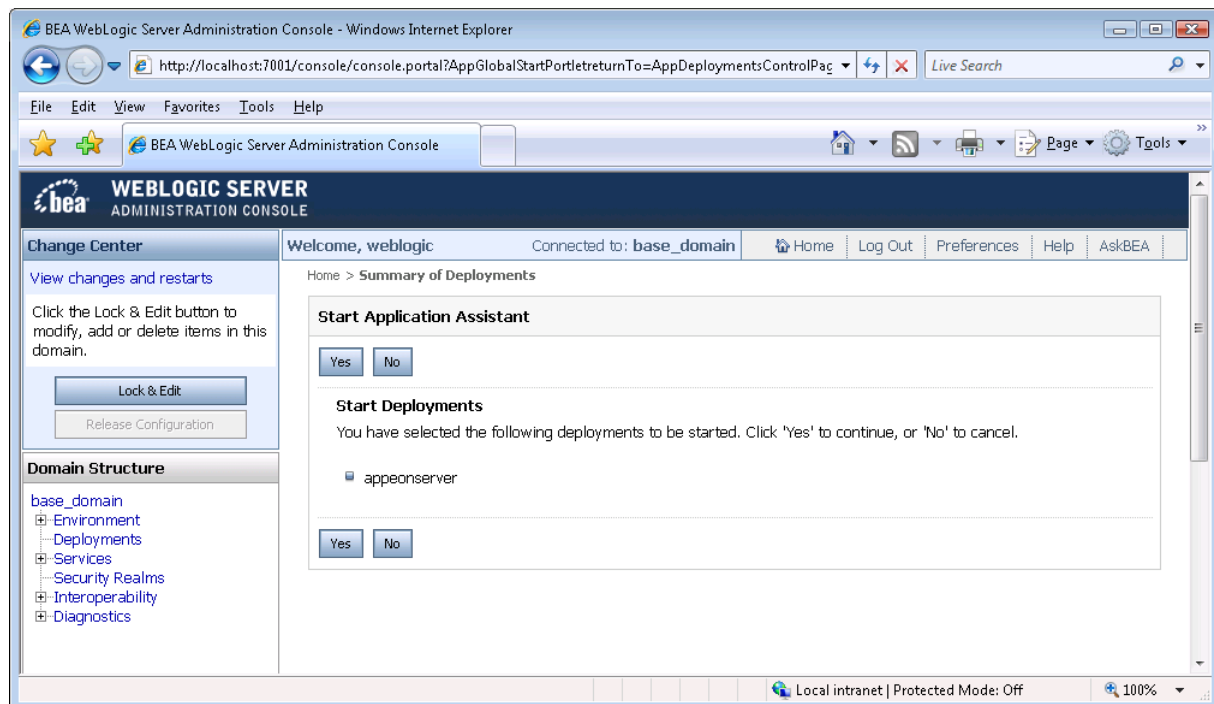 BEA WebLogic Server Administration Console - Windows Internet Explorer
http://localhost:7001/console/console.portal?AppGlobalStartPortletreturnTo=AppDeploymentsControlPag
Live Search
File Edit View Favorites Tools Help
BEA WebLogic Server Administration Console
Page Tools
bea WEBLOGIC SERVER
ADMINISTRATION CONSOLE
Change Center
View changes and restarts
Click the Lock & Edit button to
modify, add or delete items in this
domain.
Lock & Edit
Release Configuration
Domain Structure
base_domain
Environment
Deployments
Services
Security Realms
Interoperability
Diagnostics
Welcome, weblogic Connected to: base_domain Home Log Out Preferences Help AskBEA
Home > Summary of Deployments
Start Application Assistant
Yes No
Start Deployments
You have selected the following deployments to be started. Click 'Yes' to continue, or 'No' to cancel.
appeonserver
Yes No
Local intranet | Protected Mode: Off 100%